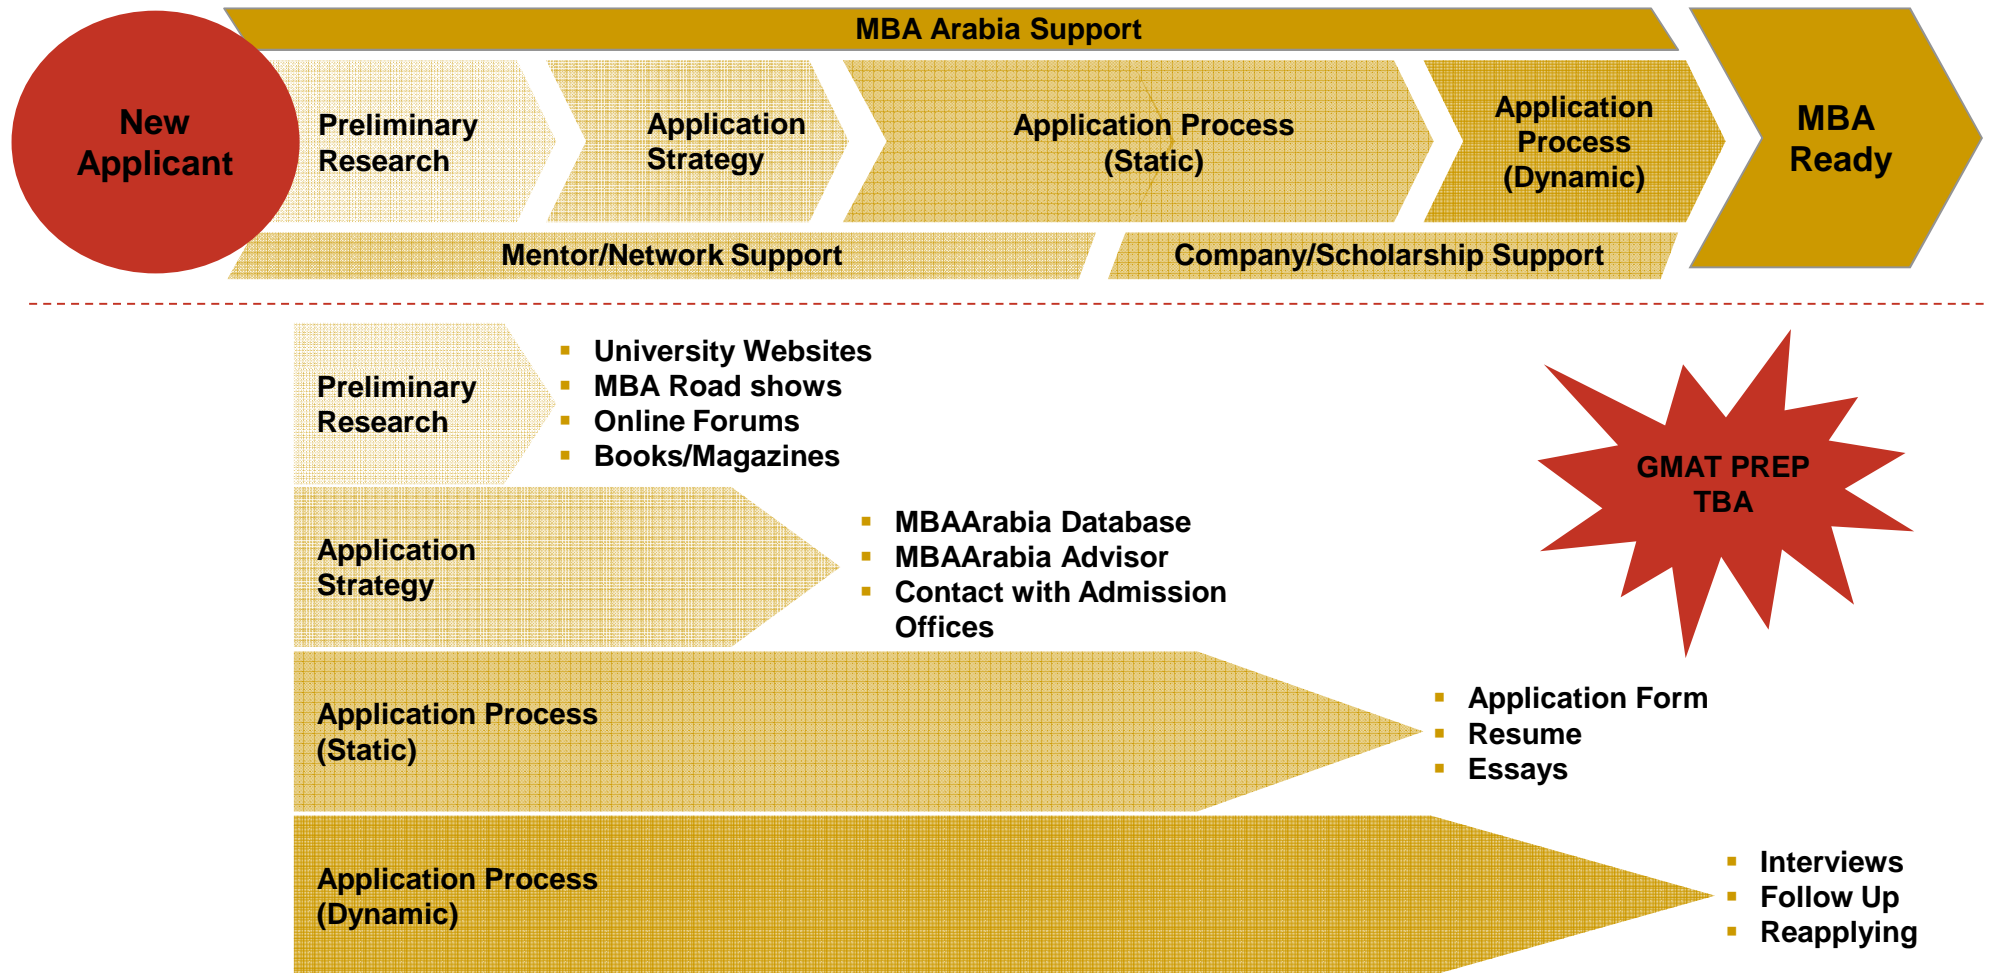 MBA Arabia Support
New
Applicant
Preliminary
Research
Application
Strategy
Application Process
(Static)
Application
Process
(Dynamic)
MBA
Ready
Mentor/Network Support
Company/Scholarship Support
Preliminary
Research
University Websites
MBA Road shows
Online Forums
Books/Magazines
GMAT PREP
TBA
Application
Strategy
MBAArabia Database
MBAArabia Advisor
Contact with Admission
Offices
Application Process
(Static)
Application Form
Resume
Essays
Application Process
(Dynamic)
Interviews
Follow Up
Reapplying